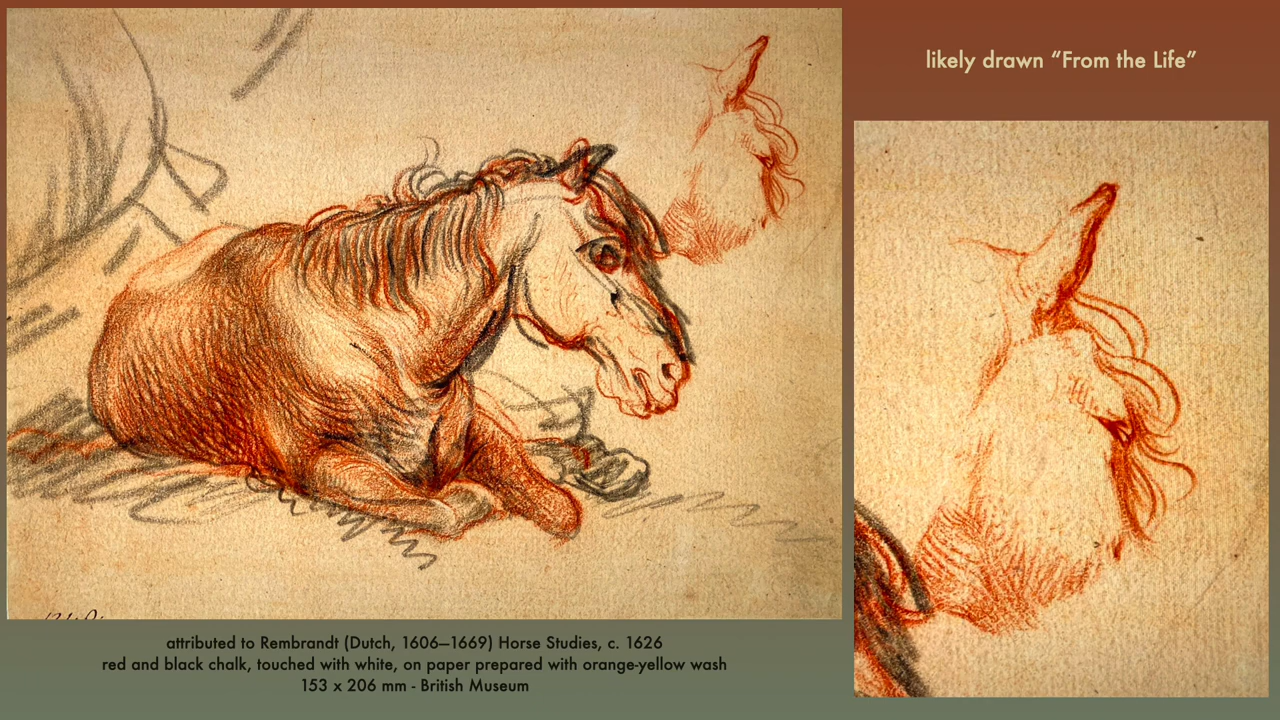 likely drawn “From the Life”
attributed to Rembrandt (Dutch, 1606–1669) Horse Studies, c. 1626
red and black chalk, touched with white, on paper prepared with orange-yellow wash
153 x 206 mm - British Museum